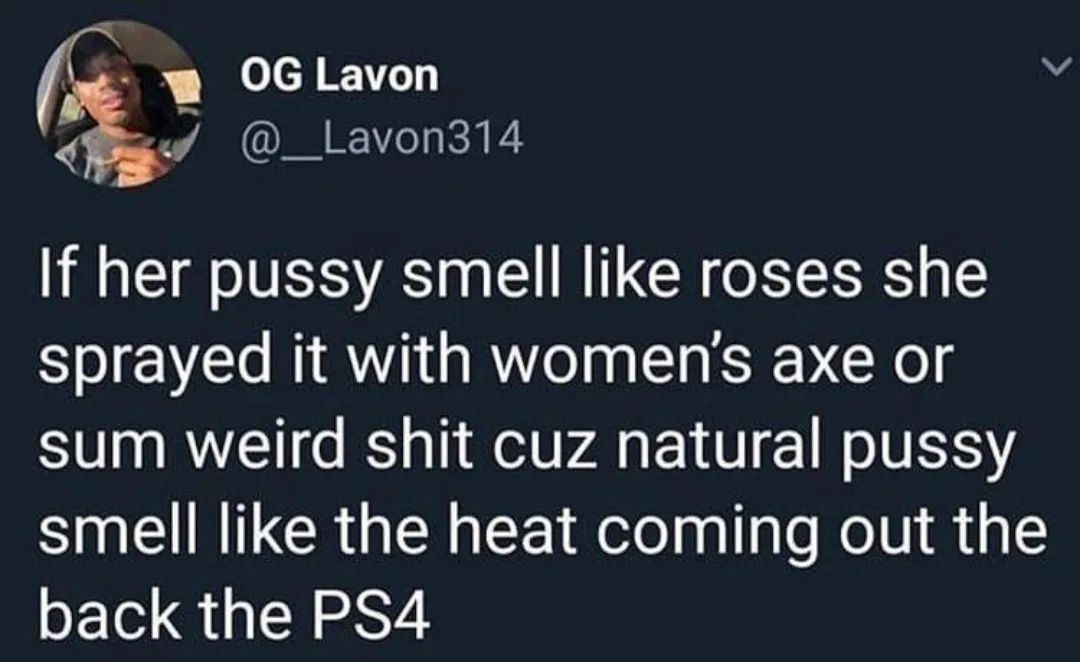 OG Lavon
@__Lavon314
If her pussy smell like roses she
sprayed it with women's axe or
sum weird shit cuz natural pussy
smell like the heat coming out the
back the PS4